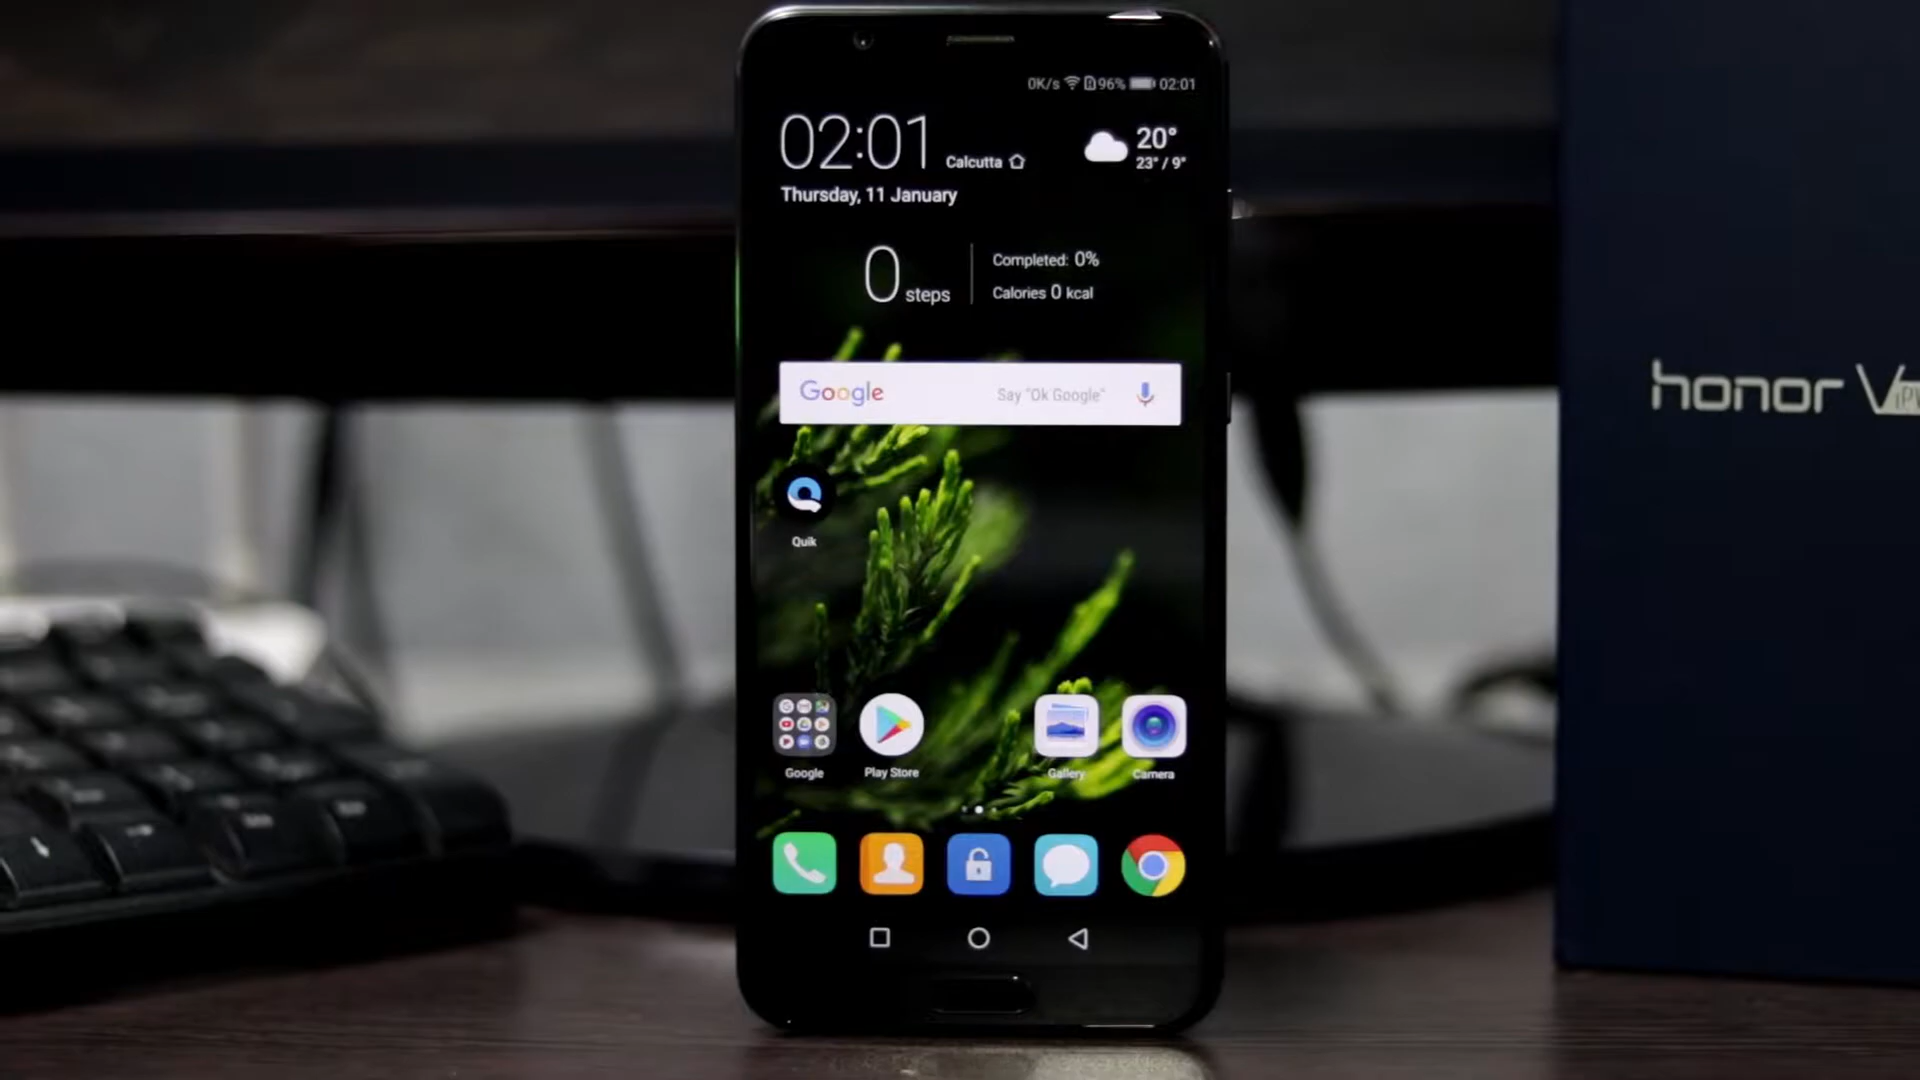 0K/s 96% 02:01
02:01 Calcutta
20°
23° / 9°
Thursday, 11 January
0 steps
Completed: 0%
Calories 0 kcal
Google Say "Ok Google"
Quik
Google Play Store Gallery Camera
honor V